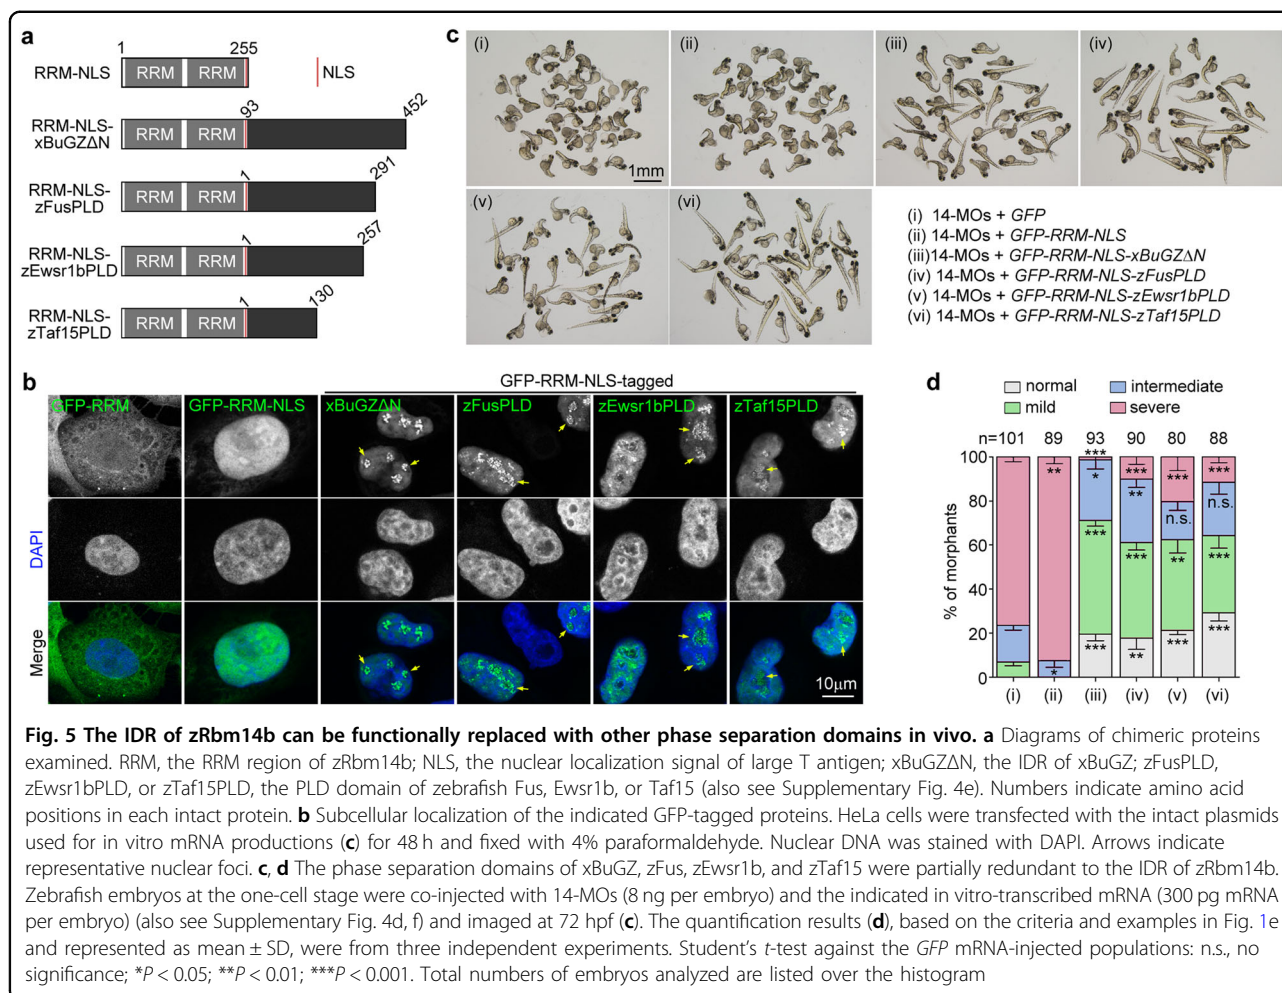 a
1 255
RRM-NLS RRM RRM NLS
93 452
RRM-NLS-
xBuGZΔN RRM RRM
1 291
RRM-NLS-
zFusPLD RRM RRM
1 257
RRM-NLS-
zEwsr1bPLD RRM RRM
1 130
RRM-NLS-
zTaf15PLD RRM RRM
b
GFP-RRM-NLS-tagged
GFP-RRM GFP-RRM-NLS xBuGZΔN zFusPLD zEwsr1bPLD zTaf15PLD
DAPI
Merge
10μm
c
(i) (ii) (iii) (iv)
1mm
(v) (vi)
(i) 14-MOs + GFP
(ii) 14-MOs + GFP-RRM-NLS
(iii)14-MOs + GFP-RRM-NLS-xBuGZΔN
(iv) 14-MOs + GFP-RRM-NLS-zFusPLD
(v) 14-MOs + GFP-RRM-NLS-zEwsr1bPLD
(vi) 14-MOs + GFP-RRM-NLS-zTaf15PLD
d
normal intermediate
mild severe
n=101 89 93 90 80 88
% of morphants
100
80
60
40
20
0
** *
*** * *** ***
*** ** *** **
*** n.s. ** ***
*** n.s. *** ***
(i) (ii) (iii) (iv) (v) (vi)
Fig. 5 The IDR of zRbm14b can be functionally replaced with other phase separation domains in vivo. a Diagrams of chimeric proteins
examined. RRM, the RRM region of zRbm14b; NLS, the nuclear localization signal of large T antigen; xBuGZΔN, the IDR of xBuGZ; zFusPLD,
zEwsr1bPLD, or zTaf15PLD, the PLD domain of zebrafish Fus, Ewsr1b, or Taf15 (also see Supplementary Fig. 4e). Numbers indicate amino acid
positions in each intact protein. b Subcellular localization of the indicated GFP-tagged proteins. HeLa cells were transfected with the intact plasmids
used for in vitro mRNA productions (c) for 48 h and fixed with 4% paraformaldehyde. Nuclear DNA was stained with DAPI. Arrows indicate
representative nuclear foci. c, d The phase separation domains of xBuGZ, zFus, zEwsr1b, and zTaf15 were partially redundant to the IDR of zRbm14b.
Zebrafish embryos at the one-cell stage were co-injected with 14-MOs (8 ng per embryo) and the indicated in vitro-transcribed mRNA (300 pg mRNA
per embryo) (also see Supplementary Fig. 4d, f) and imaged at 72 hpf (c). The quantification results (d), based on the criteria and examples in Fig. 1e
and represented as mean ± SD, were from three independent experiments. Student's t-test against the GFP mRNA-injected populations: n.s., no
significance; *P < 0.05; **P < 0.01; ***P < 0.001. Total numbers of embryos analyzed are listed over the histogram